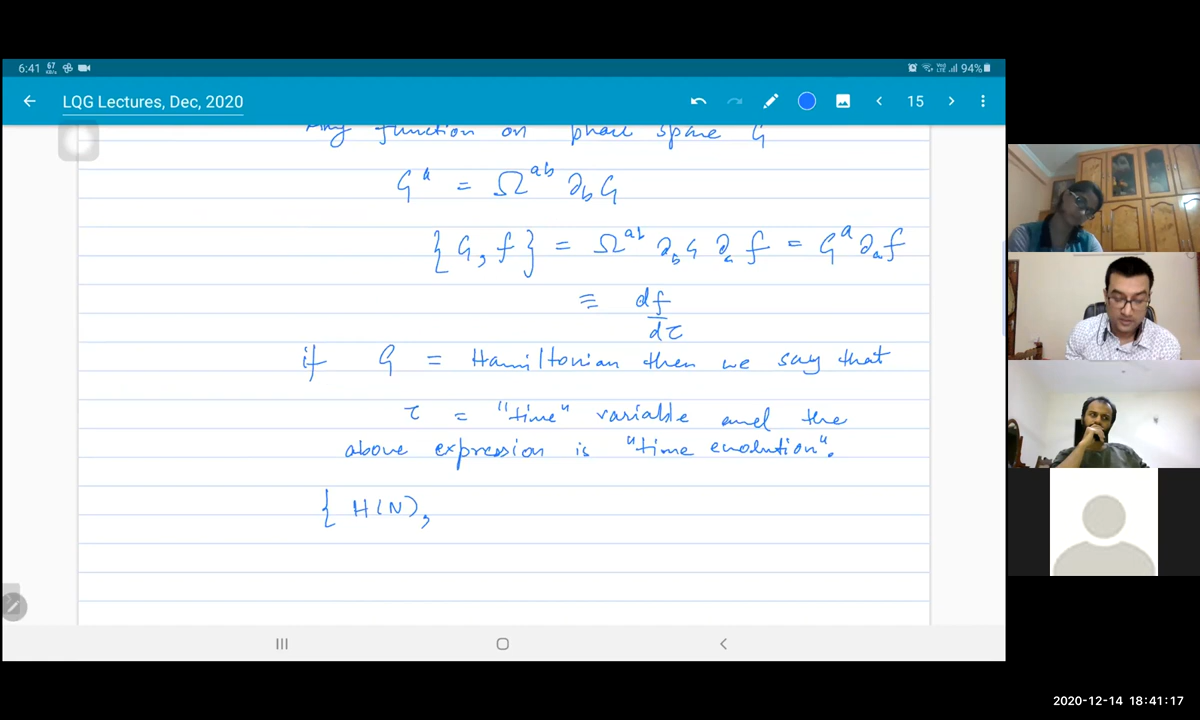 6:41 67 KB/s 94%
LQG Lectures, Dec, 2020 15
Any function on phase space G
G^a = Ω^{ab} ∂_b G
{ G, f } = Ω^{ab} ∂_b G ∂_a f = G^a ∂_a f
≡ df/dτ
if G = Hamiltonian then we say that
τ = "time" variable and the
above expression is "time evolution".
{ H(N),
2020-12-14 18:41:17